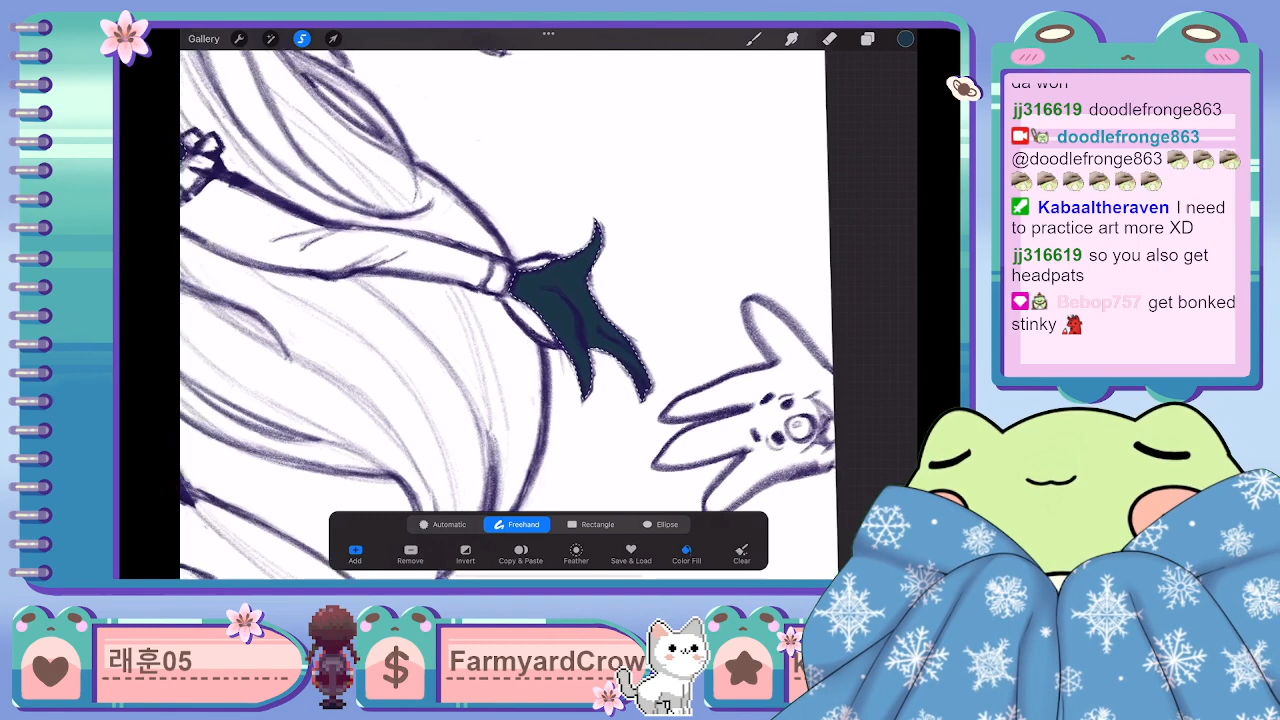 Gallery
jj316619 doodlefronge863
doodlefronge863
@doodlefronge863
Kabaaltheraven I need
to practice art more XD
jj316619 so you also get
headpats
Bebop757 get bonked
stinky
Automatic Freehand Rectangle Ellipse
Add Remove Invert Copy & Paste Feather Save & Load Color Fill Clear
래훈05
FarmyardCrow